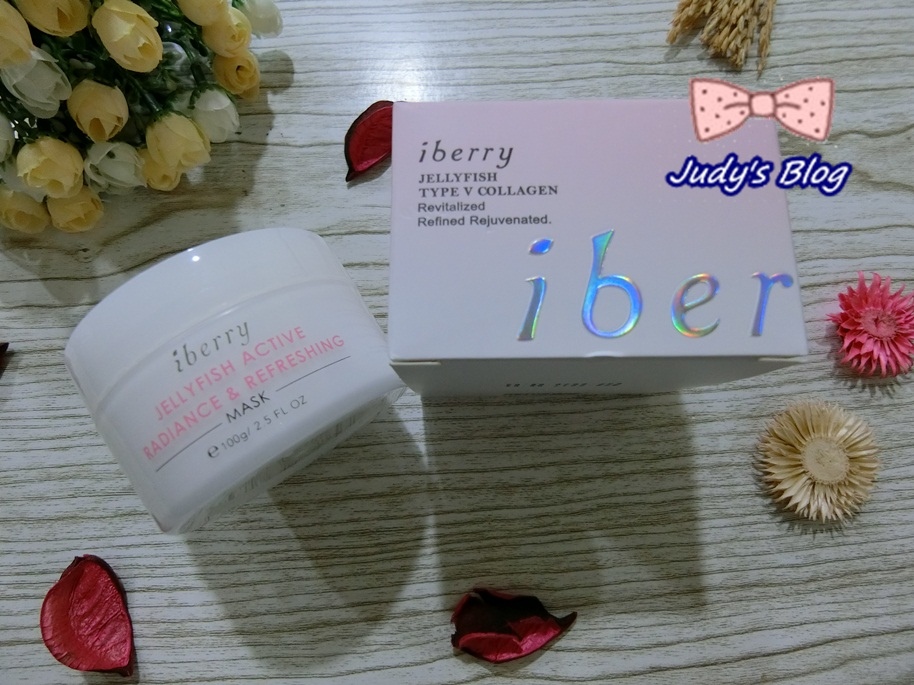 iberry
JELLYFISH
TYPE V COLLAGEN
Revitalized
Refined Rejuvenated.
iber
Judy's Blog
iberry
JELLYFISH ACTIVE
RADIANCE & REFRESHING
MASK
℮100g/ 2 5 FL OZ